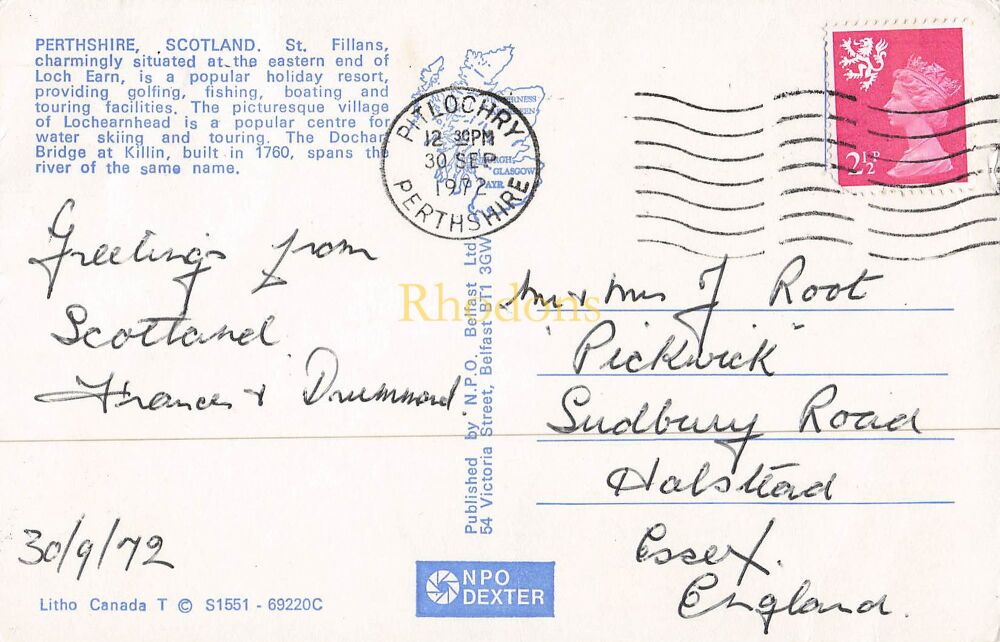 PERTHSHIRE, SCOTLAND. St. Fillans,
charmingly situated at the eastern end of
Loch Earn, is a popular holiday resort,
providing golfing, fishing, boating and
touring facilities. The picturesque village
of Lochearnhead is a popular centre for
water skiing and touring. The Dochart
Bridge at Killin, built in 1760, spans the
river of the same name.
PITLOCHRY
12 30PM
30 SEP
1972
PERTHSHIRE
GLASGOW
AYR
2½P
Greetings from
Scotland
Frances & Drummond.
30/9/72
Litho Canada T © S1551 - 69220C
Published by N.P.O. Belfast Ltd.
54 Victoria Street, Belfast BT1 3GW
NPO
DEXTER
Mr & Mrs J Root
"Pickwick"
Sudbury Road
Halstead
Essex.
England.
Rhodons